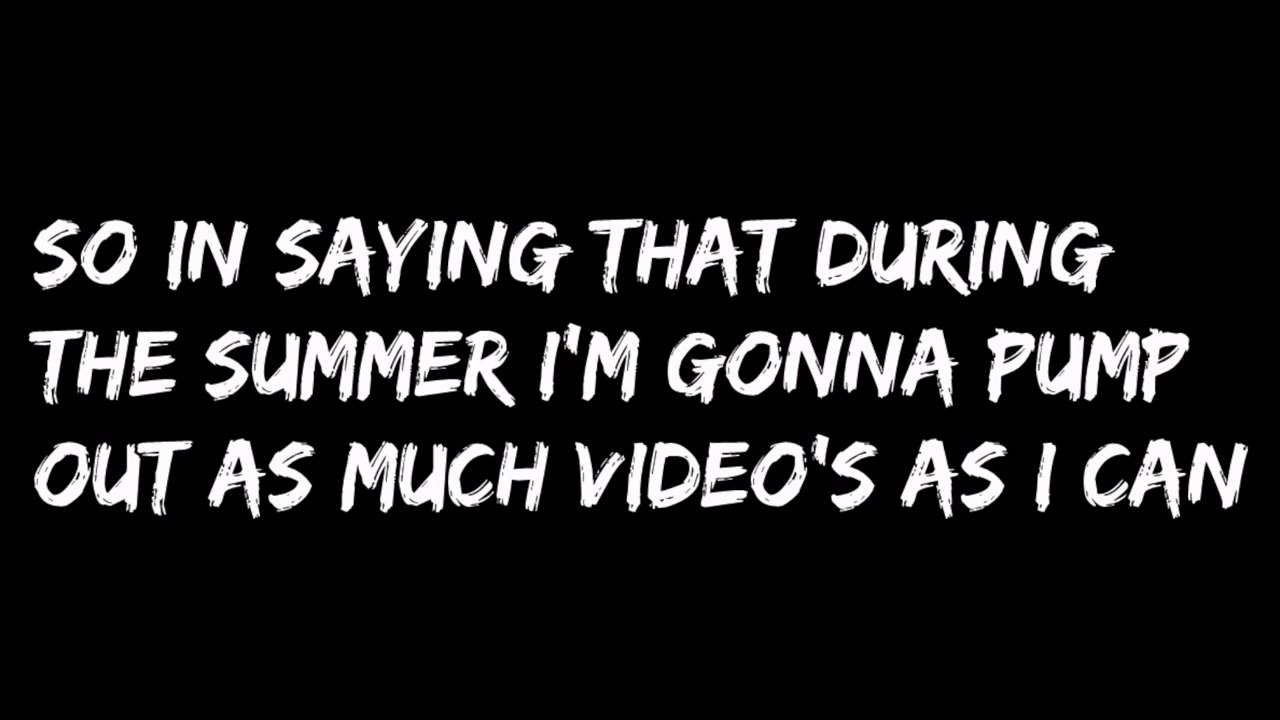 SO IN SAYING THAT DURING
THE SUMMER I'M GONNA PUMP
OUT AS MUCH VIDEO'S AS I CAN